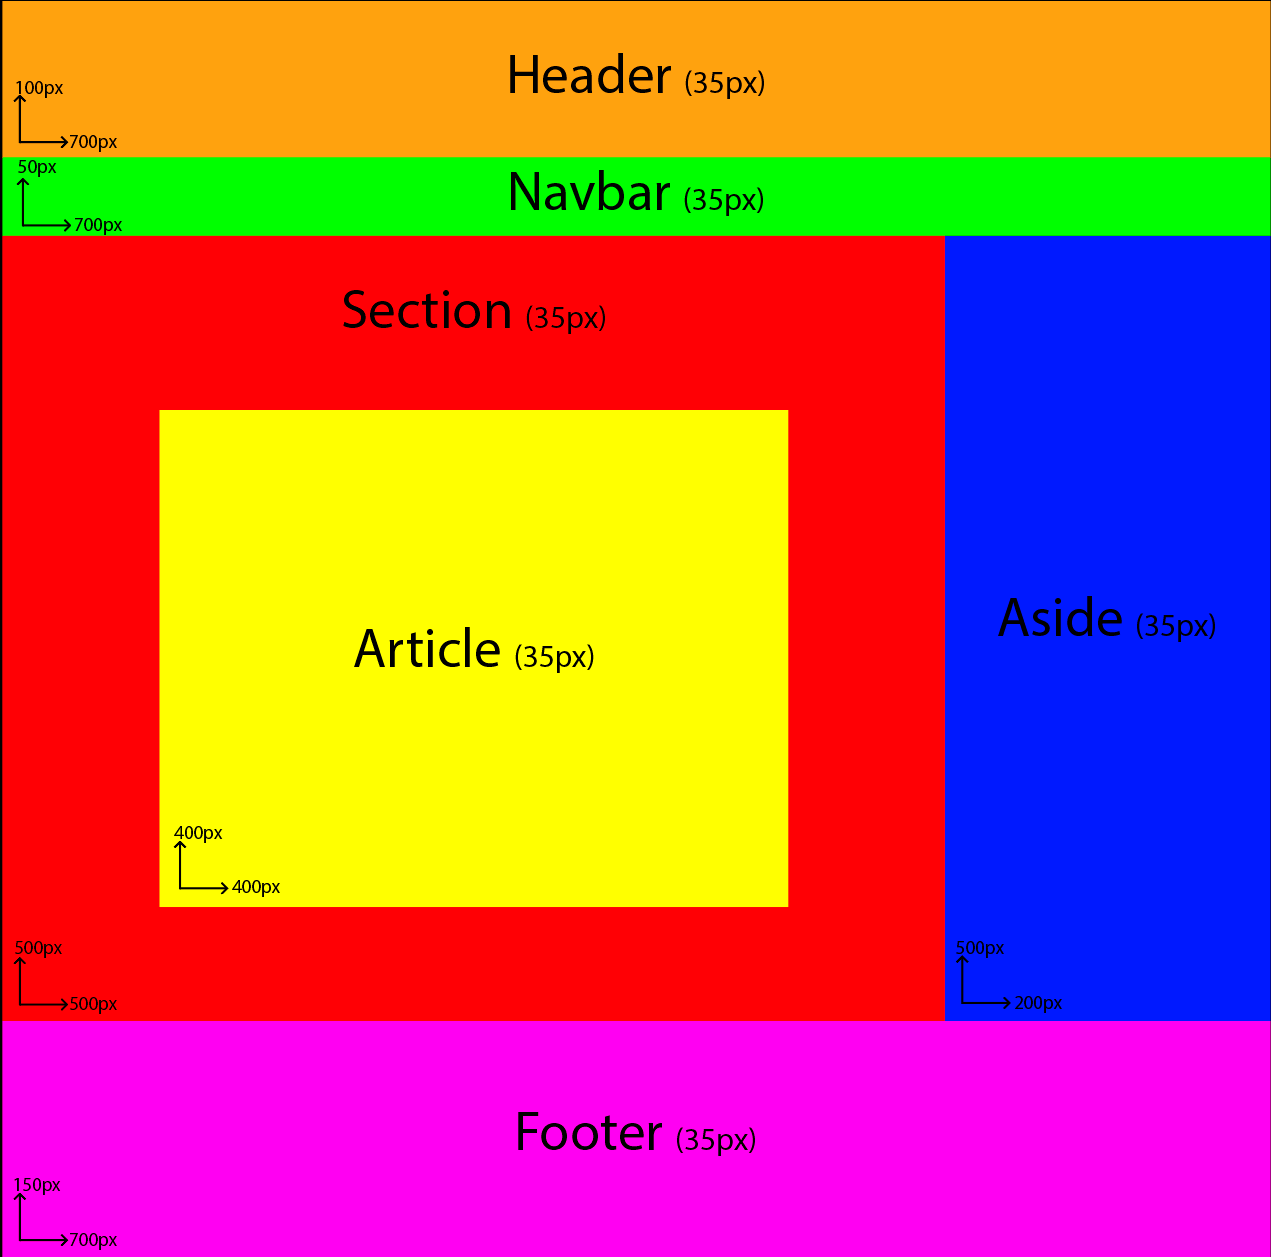 Header (35px)
100px
700px
50px
Navbar (35px)
700px
Section (35px)
Article (35px)
400px
400px
500px
500px
Aside (35px)
500px
200px
Footer (35px)
150px
700px